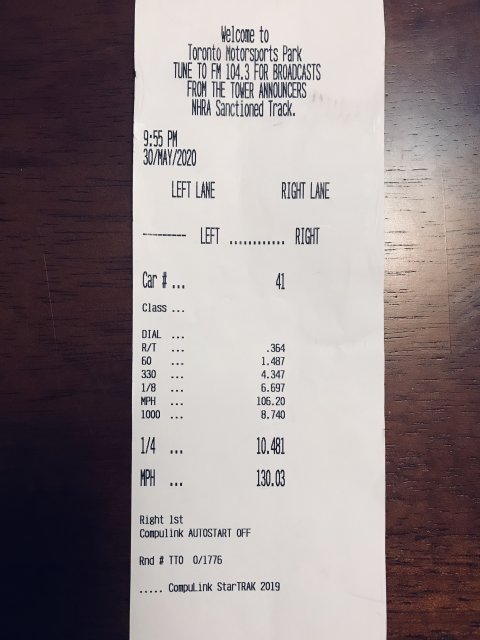 Welcome to
Toronto Motorsports Park
TUNE TO FM 104.3 FOR BROADCASTS
FROM THE TOWER ANNOUNCERS
NHRA Sanctioned Track.
9:55 PM
30/MAY/2020
LEFT LANE RIGHT LANE
---------- LEFT ............ RIGHT
Car # ... 41
Class ...
DIAL ...
R/T ... .364
60 ... 1.487
330 ... 4.347
1/8 ... 6.697
MPH ... 106.20
1000 ... 8.740
1/4 ... 10.481
MPH ... 130.03
Right 1st
Compulink AUTOSTART OFF
Rnd # TTO 0/1776
..... CompuLink StarTRAK 2019